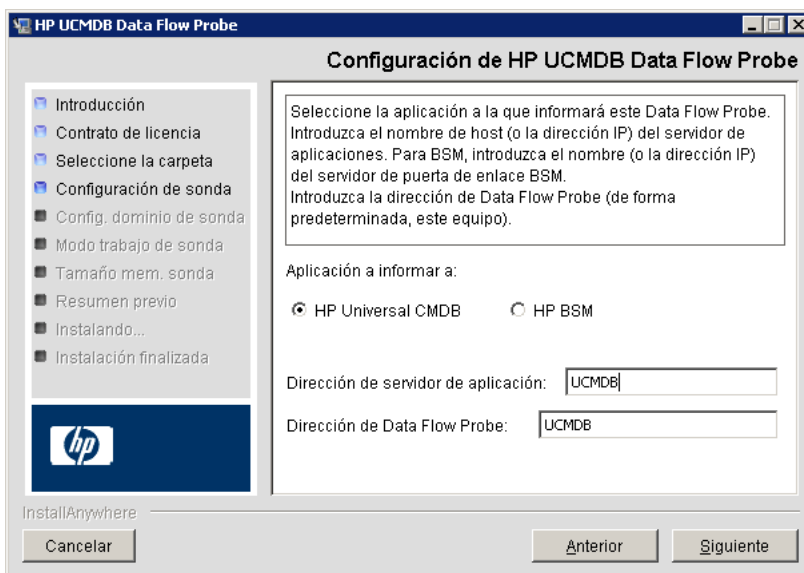 HP UCMDB Data Flow Probe
Configuración de HP UCMDB Data Flow Probe
Introducción
Contrato de licencia
Seleccione la carpeta
Configuración de sonda
Config. dominio de sonda
Modo trabajo de sonda
Tamaño mem. sonda
Resumen previo
Instalando...
Instalación finalizada
hp
Seleccione la aplicación a la que informará este Data Flow Probe.
Introduzca el nombre de host (o la dirección IP) del servidor de
aplicaciones. Para BSM, introduzca el nombre (o la dirección IP)
del servidor de puerta de enlace BSM.
Introduzca la dirección de Data Flow Probe (de forma
predeterminada, este equipo).
Aplicación a informar a:
HP Universal CMDB HP BSM
Dirección de servidor de aplicación: UCMDB
Dirección de Data Flow Probe: UCMDB
InstallAnywhere
Cancelar Anterior Siguiente